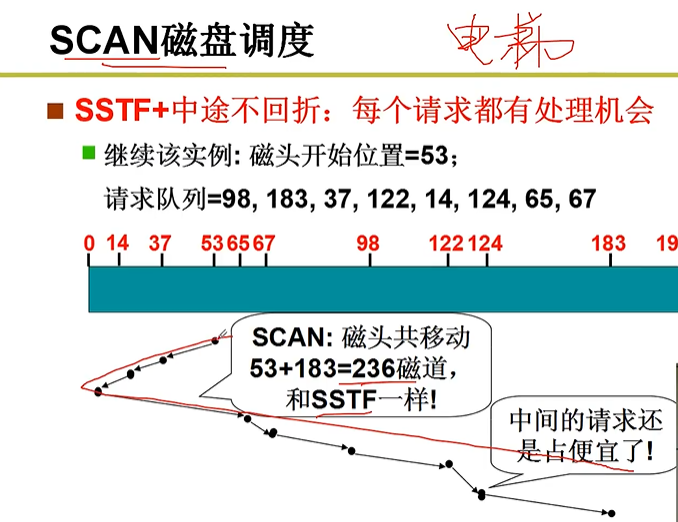 SCAN磁盘调度
电梯
SSTF+中途不回折：每个请求都有处理机会
继续该实例: 磁头开始位置=53；
请求队列=98, 183, 37, 122, 14, 124, 65, 67
0 14 37 53 65 67 98 122 124 183 19
SCAN: 磁头共移动
53+183=236磁道，
和SSTF一样!
中间的请求还
是占便宜了!